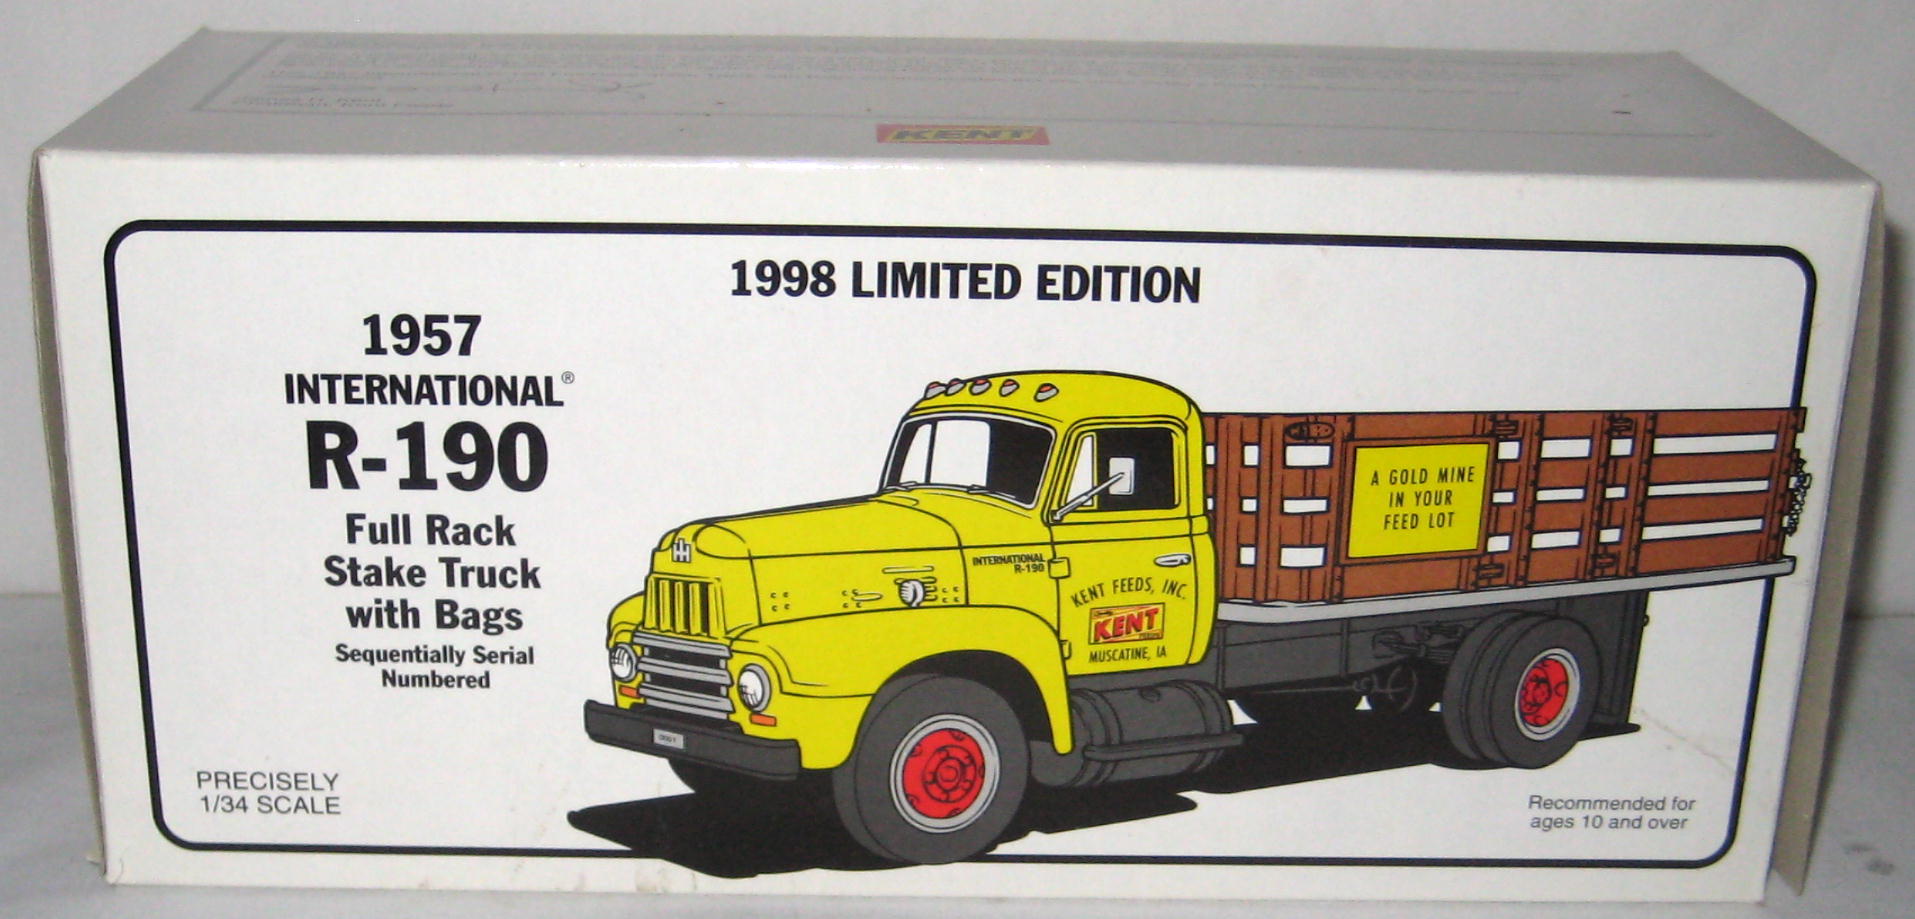 KENT
1998 LIMITED EDITION
1957
INTERNATIONAL®
R-190
Full Rack
Stake Truck
with Bags
Sequentially Serial
Numbered
PRECISELY
1/34 SCALE
A GOLD MINE
IN YOUR
FEED LOT
INTERNATIONAL
R-190
KENT FEEDS, INC.
KENT
MUSCATINE, IA
Recommended for
ages 10 and over